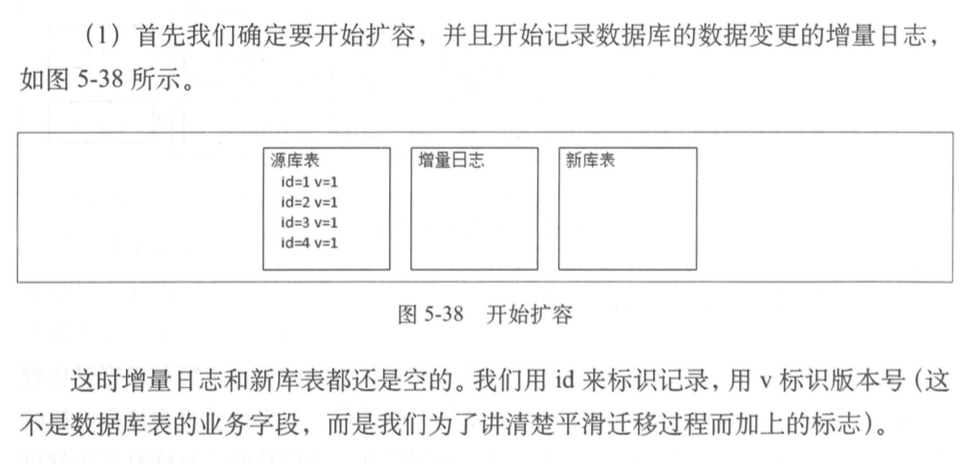 （1）首先我们确定要开始扩容，并且开始记录数据库的数据变更的增量日志，
如图 5-38 所示。
源库表
id=1 v=1
id=2 v=1
id=3 v=1
id=4 v=1
增量日志
新库表
图 5-38 开始扩容
这时增量日志和新库表都还是空的。我们用 id 来标识记录，用 v 标识版本号（这
不是数据库表的业务字段，而是我们为了讲清楚平滑迁移过程而加上的标志）。